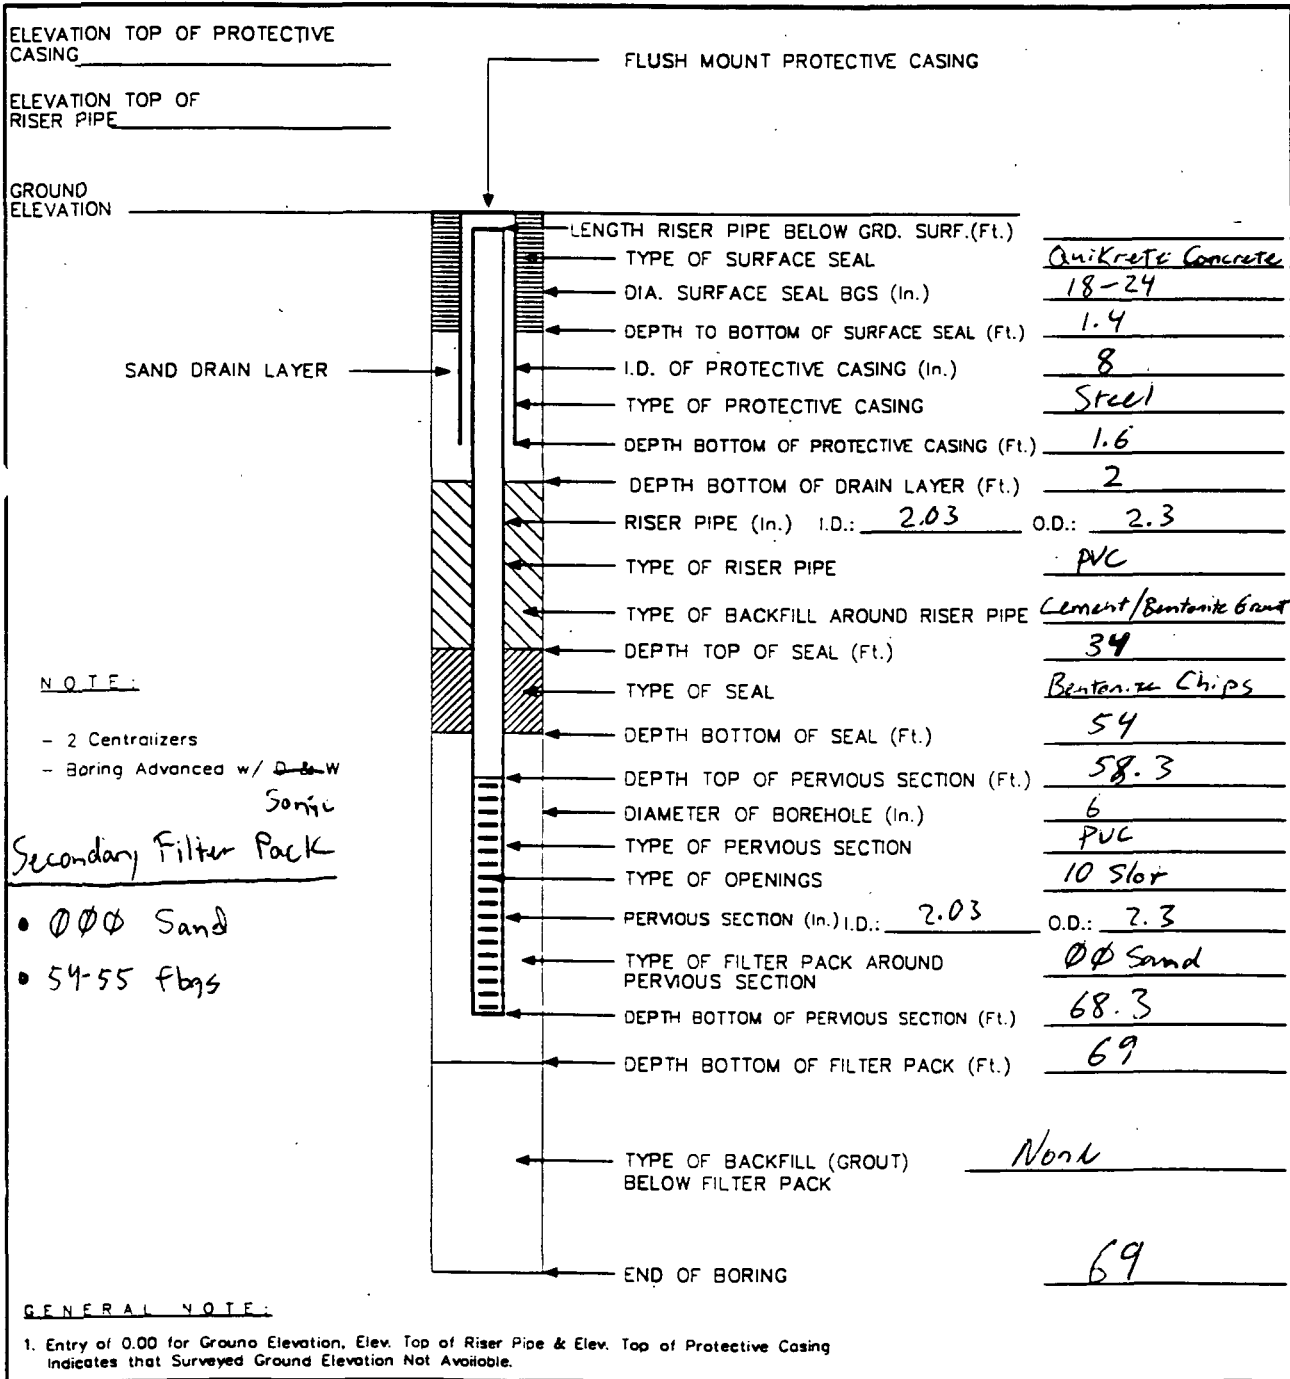 ELEVATION TOP OF PROTECTIVE
CASING
FLUSH MOUNT PROTECTIVE CASING
ELEVATION TOP OF
RISER PIPE
GROUND
ELEVATION
LENGTH RISER PIPE BELOW GRD. SURF.(Ft.)
TYPE OF SURFACE SEAL QuiKrete Concrete
DIA. SURFACE SEAL BGS (In.) 18-24
DEPTH TO BOTTOM OF SURFACE SEAL (Ft.) 1.4
SAND DRAIN LAYER
I.D. OF PROTECTIVE CASING (In.) 8
TYPE OF PROTECTIVE CASING Steel
DEPTH BOTTOM OF PROTECTIVE CASING (Ft.) 1.6
DEPTH BOTTOM OF DRAIN LAYER (Ft.) 2
RISER PIPE (In.) I.D.: 2.03 O.D.: 2.3
TYPE OF RISER PIPE PVC
TYPE OF BACKFILL AROUND RISER PIPE Cement/Bentonite Grout
DEPTH TOP OF SEAL (Ft.) 34
TYPE OF SEAL Bentonite Chips
DEPTH BOTTOM OF SEAL (Ft.) 54
DEPTH TOP OF PERVIOUS SECTION (Ft.) 58.3
DIAMETER OF BOREHOLE (In.) 6
TYPE OF PERVIOUS SECTION PVC
TYPE OF OPENINGS 10 Slot
PERVIOUS SECTION (In.) I.D.: 2.03 O.D.: 2.3
TYPE OF FILTER PACK AROUND
PERVIOUS SECTION 00 Sand
DEPTH BOTTOM OF PERVIOUS SECTION (Ft.) 68.3
DEPTH BOTTOM OF FILTER PACK (Ft.) 69
TYPE OF BACKFILL (GROUT)
BELOW FILTER PACK None
END OF BORING 69
NOTE:
- 2 Centralizers
- Boring Advanced w/ D & W
Sonic
Secondary Filter Pack
• 000 Sand
• 54-55 fbgs
GENERAL NOTE:
1. Entry of 0.00 for Ground Elevation, Elev. Top of Riser Pipe & Elev. Top of Protective Casing
Indicates that Surveyed Ground Elevation Not Available.